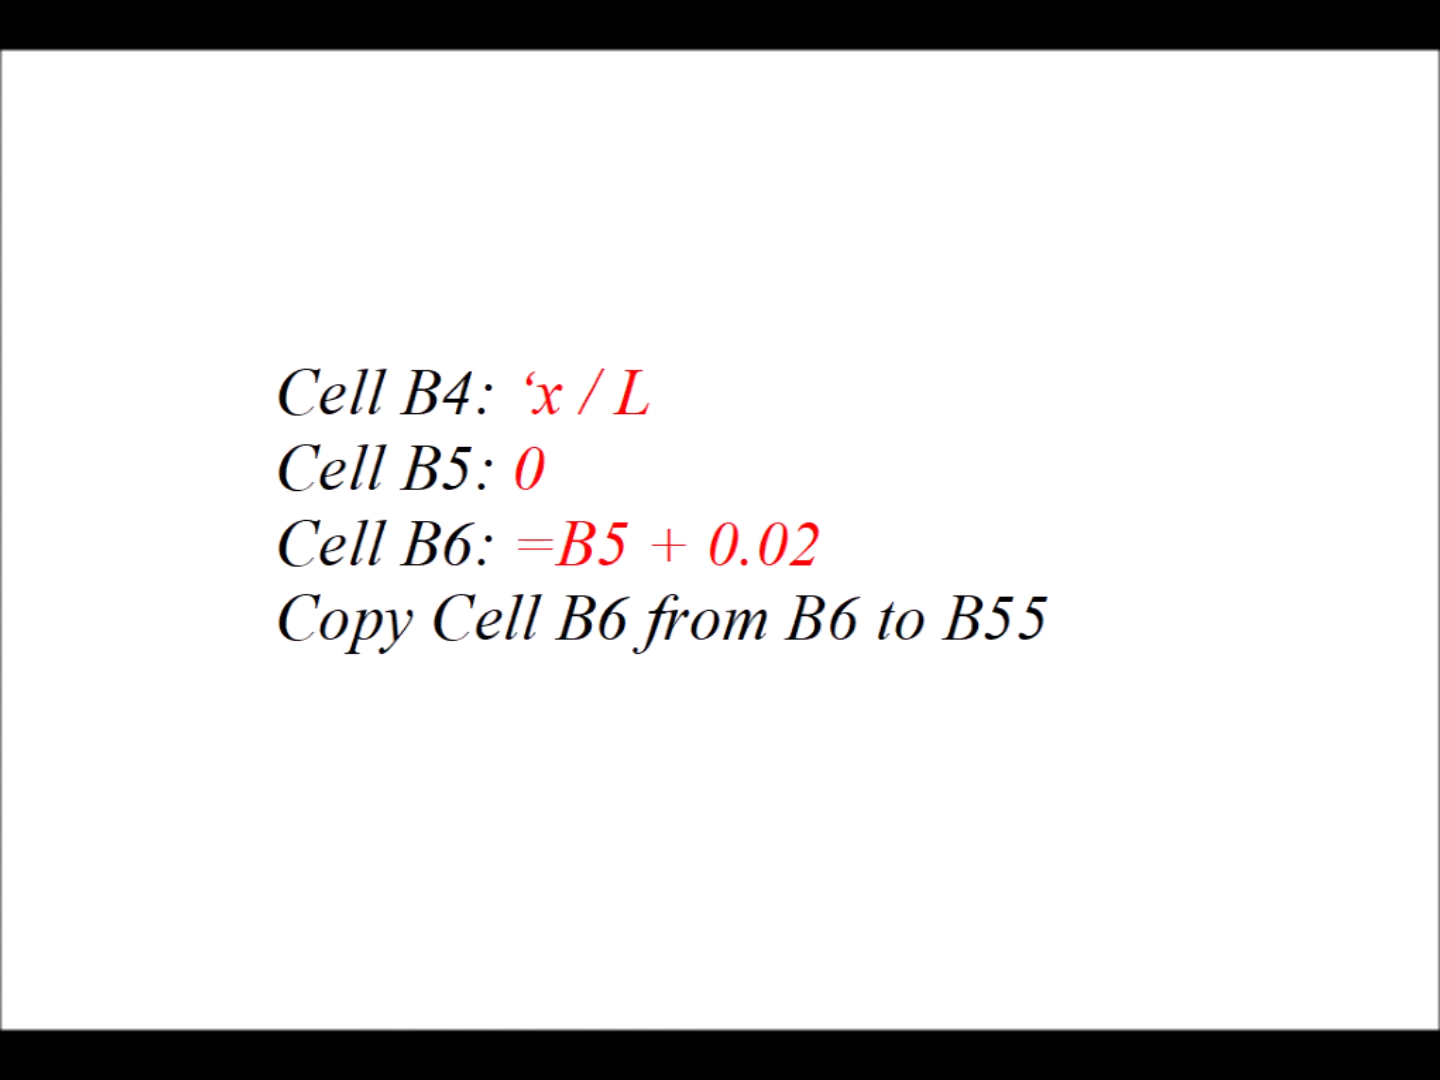 Cell B4: ‘x / L
Cell B5: 0
Cell B6: =B5 + 0.02
Copy Cell B6 from B6 to B55